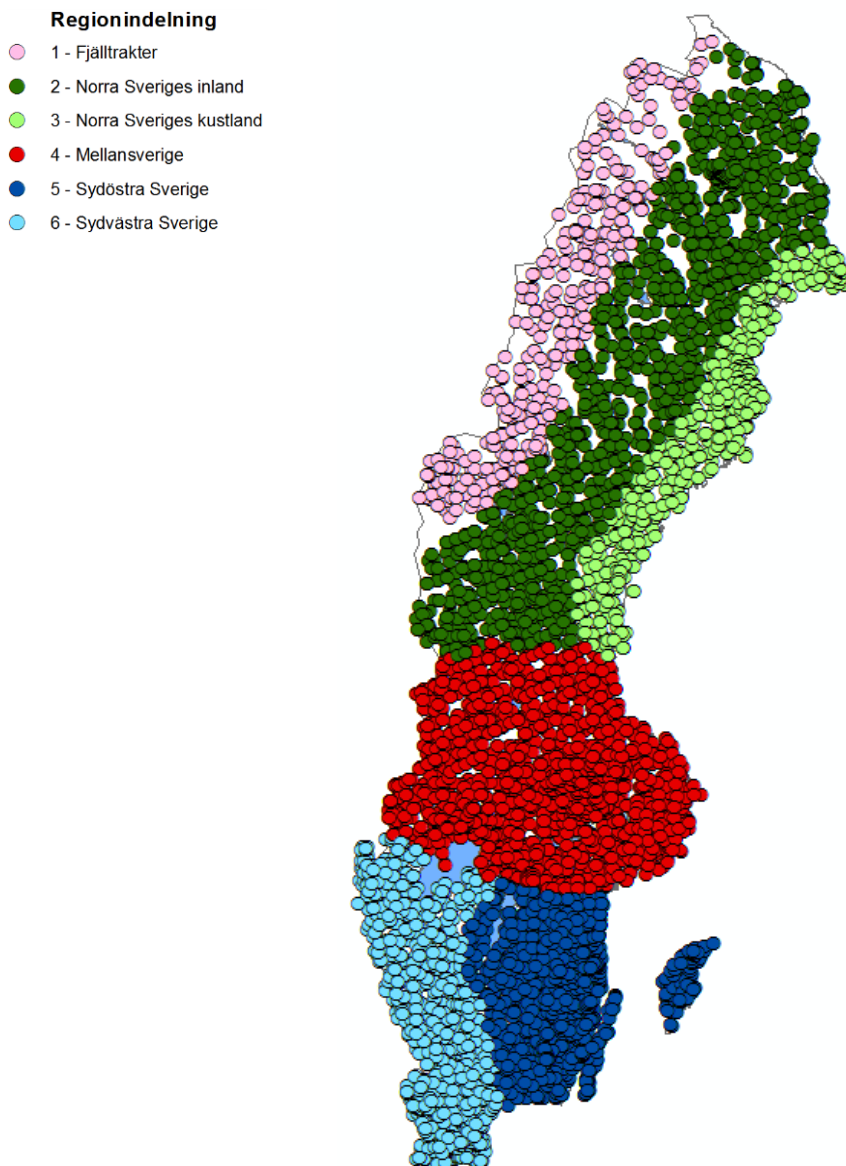 Regionindelning
1 - Fjälltrakter
2 - Norra Sveriges inland
3 - Norra Sveriges kustland
4 - Mellansverige
5 - Sydöstra Sverige
6 - Sydvästra Sverige